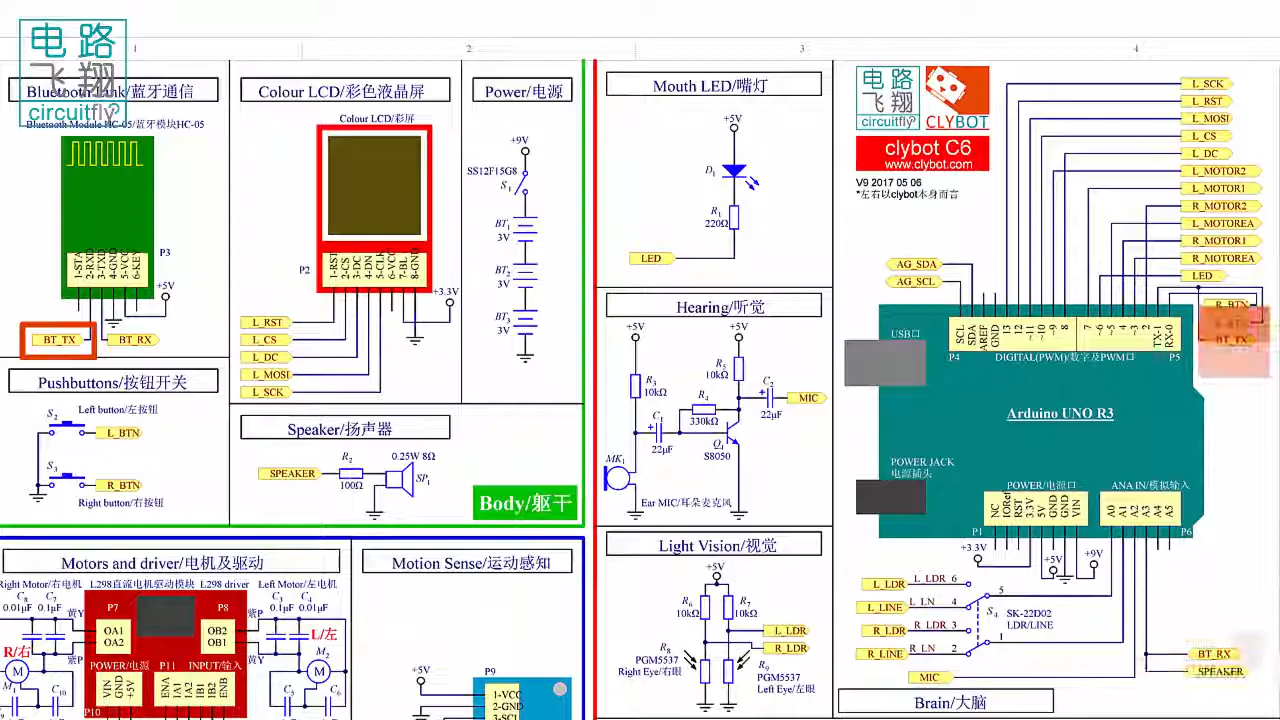 电路
飞翔
circuitfly
1
2
3
4
Bluetooth Link/蓝牙通信
Bluetooth Module HC-05/蓝牙模块HC-05
1-STA
2-RXD
3-TXD
4-GND
5-VCC
6-KEY
P3
+5V
BT_TX
BT_RX
Pushbuttons/按钮开关
S2
Left button/左按钮
L_BTN
S3
R_BTN
Right button/右按钮
Colour LCD/彩色液晶屏
Colour LCD/彩屏
P2
1-RST
2-CS
3-DC
4-DN
5-CLK
6-VCC
7-BL
8-GND
+3.3V
L_RST
L_CS
L_DC
L_MOSI
L_SCK
Power/电源
+9V
SS12F15G8
S1
BT1
3V
BT2
3V
BT3
3V
Speaker/扬声器
SPEAKER
R2
100Ω
0.25W 8Ω
SP1
Body/躯干
Motors and driver/电机及驱动
Right Motor/右电机
L298直流电机驱动模块 L298 driver
Left Motor/左电机
C8
0.01μF
C7
0.1μF
黄Y
紫P
R/右
M
M1
C10
P7
P8
OA1
OA2
OB2
OB1
POWER/电源
P11
INPUT/输入
VIN
GND
+5V
ENA
IA1
IA2
IB1
IB2
ENB
P10
紫P
黄Y
C3
0.1μF
C4
0.01μF
L/左
M2
M
C5
C6
Motion Sense/运动感知
+5V
P9
1-VCC
2-GND
3-SCL
Mouth LED/嘴灯
+5V
D1
R1
220Ω
LED
Hearing/听觉
+5V
+5V
R3
10kΩ
R5
10kΩ
C2
22μF
MIC
R4
330kΩ
C1
22μF
Q1
S8050
MK1
Ear MIC/耳朵麦克风
Light Vision/视觉
+5V
R6
10kΩ
R7
10kΩ
L_LDR
R_LDR
R8
PGM5537
Right Eye/右眼
R9
PGM5537
Left Eye/左眼
电路
飞翔
circuitfly
CLYBOT
clybot C6
www.clybot.com
V9 2017 05 06
*左右以clybot本身而言
L_SCK
L_RST
L_MOSI
L_CS
L_DC
L_MOTOR2
L_MOTOR1
R_MOTOR2
L_MOTOREA
R_MOTOR1
R_MOTOREA
LED
R_BTN
BT_TX
AG_SDA
AG_SCL
USB口
SCL
SDA
AREF
GND
13
12
~11
~10
~9
8
7
~6
~5
4
~3
2
TX-1
RX-0
P4
DIGITAL(PWM)/数字及PWM口
P5
Arduino UNO R3
POWER JACK
电源插头
POWER/电源口
ANA IN/模拟输入
NC
IORef
RST
3.3V
5V
GND
GND
VIN
A0
A1
A2
A3
A4
A5
P1
P6
+3.3V
+5V
+9V
L_LDR
L_LDR 6
L_LINE
L_LN 4
R_LDR
R_LDR 3
R_LINE
R_LN 2
5
1
S4
SK-22D02
LDR/LINE
MIC
BT_RX
SPEAKER
Brain/大脑